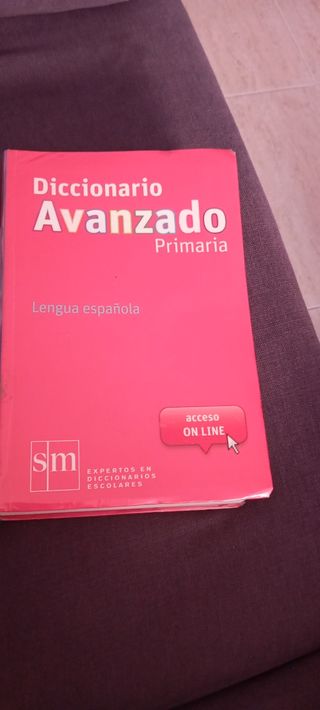 Diccionario
Avanzado
Primaria
Lengua española
acceso
ON LINE
sm
EXPERTOS EN
DICCIONARIOS
ESCOLARES